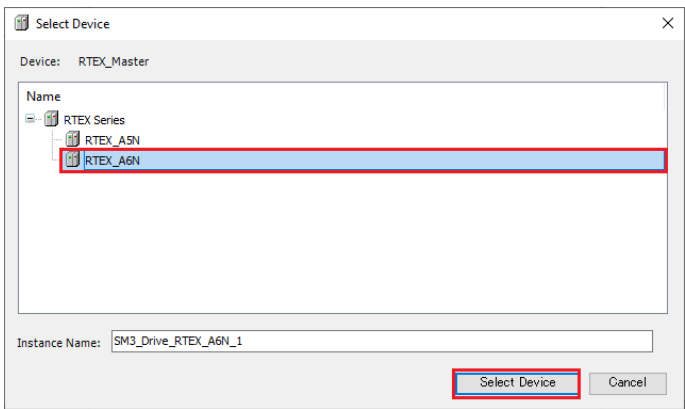 Select Device
Device: RTEX_Master
Name
RTEX Series
RTEX_A5N
RTEX_A6N
Instance Name: SM3_Drive_RTEX_A6N_1
Select Device Cancel